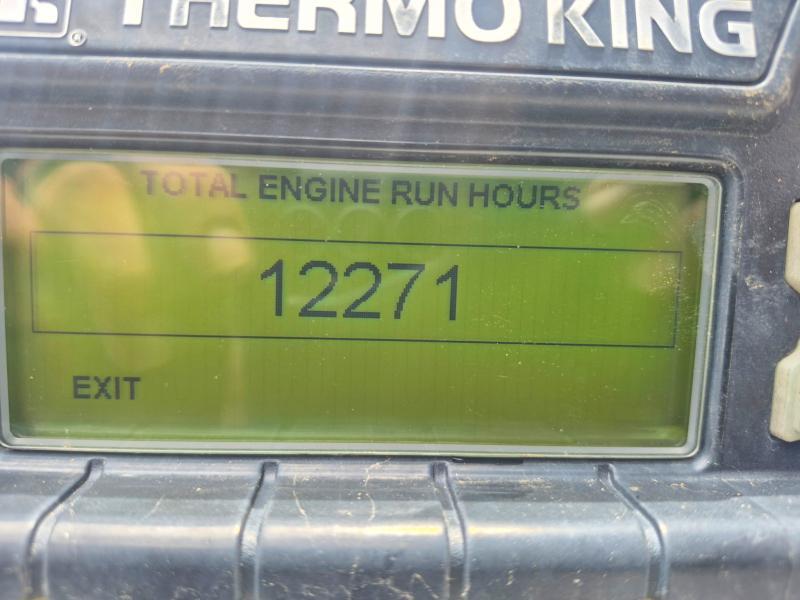 ® THERMO KING
TOTAL ENGINE RUN HOURS
12271
EXIT